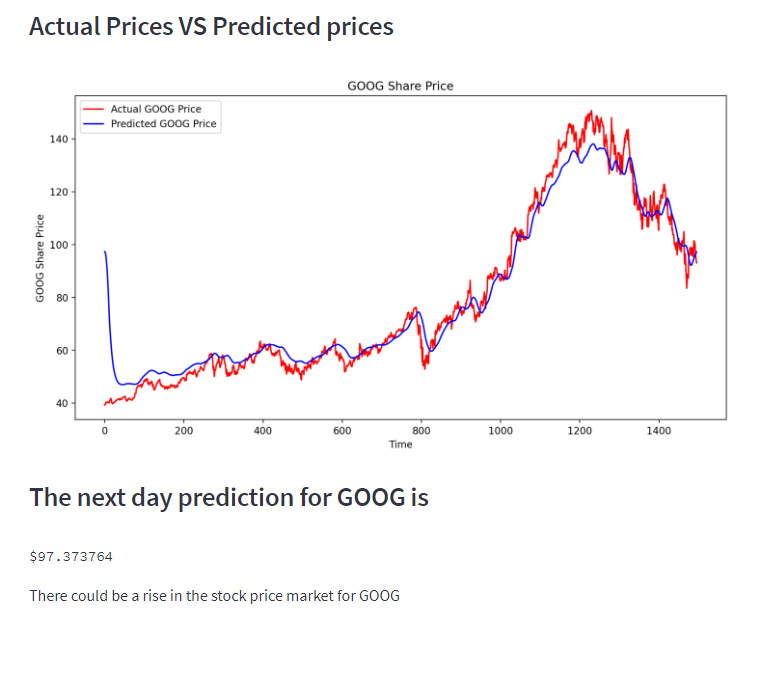 Actual Prices VS Predicted prices
GOOG Share Price
Actual GOOG Price
Predicted GOOG Price
GOOG Share Price
140
120
100
80
60
40
0 200 400 600 800 1000 1200 1400
Time
The next day prediction for GOOG is
$97.373764
There could be a rise in the stock price market for GOOG